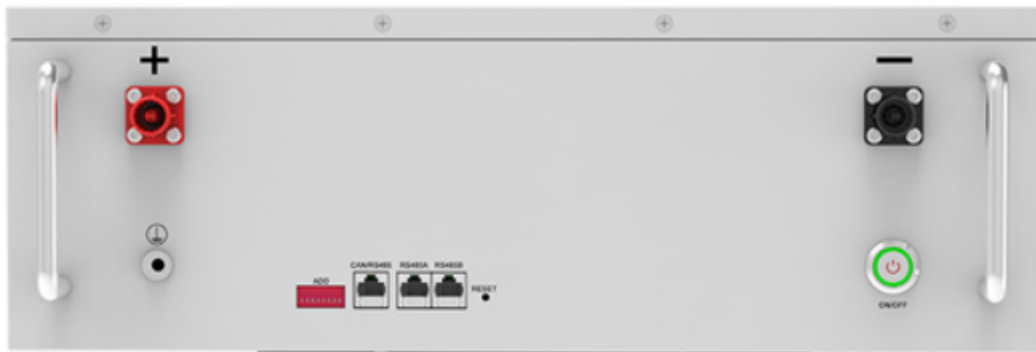 +
—
CAN/RS485 RS485A RS485B
ADD
RESET
ON/OFF